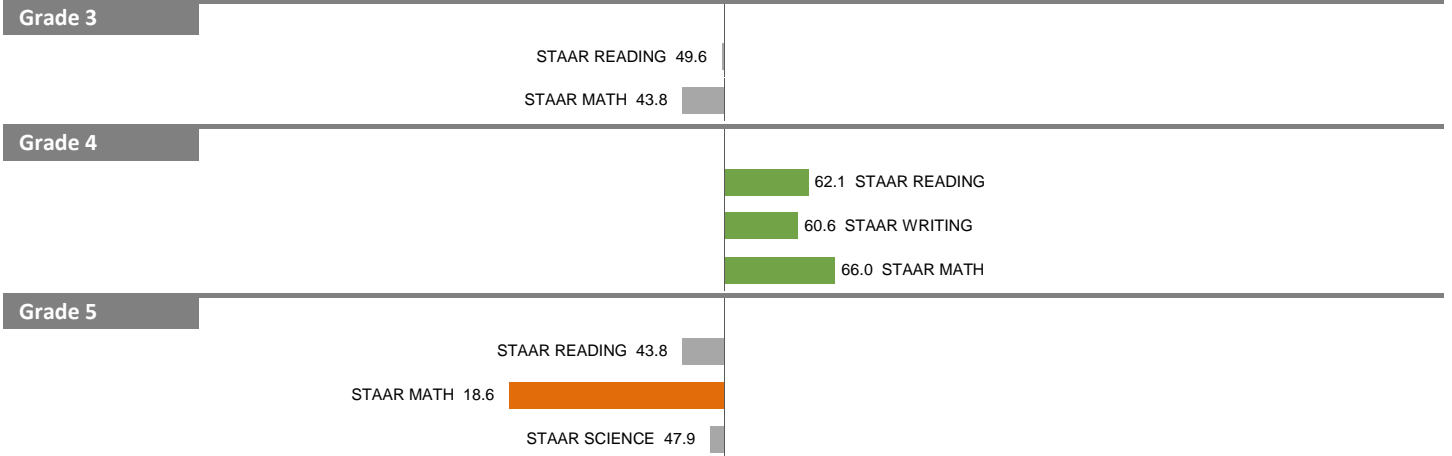 Grade 3
STAAR READING 49.6
STAAR MATH 43.8
Grade 4
62.1 STAAR READING
60.6 STAAR WRITING
66.0 STAAR MATH
Grade 5
STAAR READING 43.8
STAAR MATH 18.6
STAAR SCIENCE 47.9